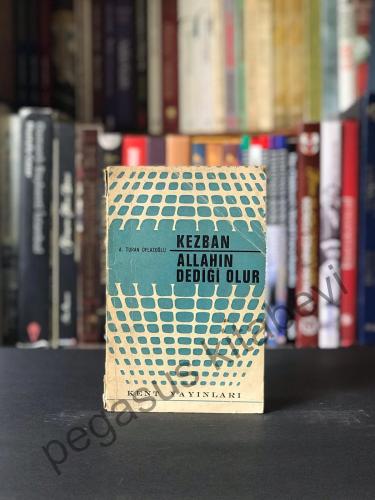 A. TURAN OFLAZOĞLU
KEZBAN
ALLAHIN
DEDİĞİ OLUR
KENT YAYINLARI
pegasus kitabevi